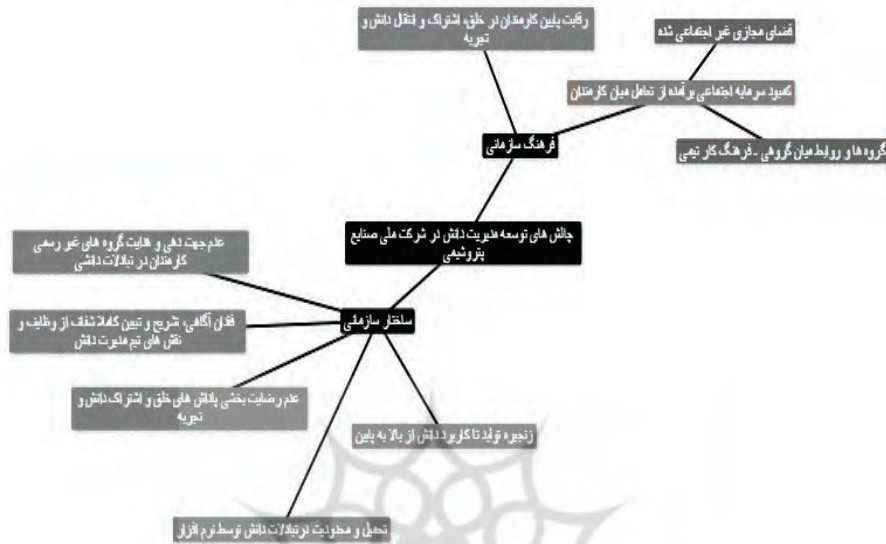 رقابت پایین کارمندان در خلق، اشتراک و انتقال دانش و
تجربه
فضای مجازی غیر اجتماعی شده
کمبود سرمایه اجتماعی برآمده از تعامل میان کارمندان
فرهنگ سازمانی
گروه ها و روابط میان گروهی - فرهنگ کار تیمی
چالش های توسعه مدیریت دانش در شرکت ملی صنایع
پتروشیمی
عدم جهت دهی و هدایت گروه های غیر رسمی
کارمندان در تبادلات دانشی
ساختار سازمانی
فقدان آگاهی، تشریح و تبیین کاملا شفاف از وظایف و
نقش های تیم مدیریت دانش
عدم رضایت بخشی پاداش های خلق و اشتراک دانش و
تجربه
زنجیره تولید تا کاربرد دانش از بالا به پایین
تحمیل و محدودیت در تبادلات دانش توسط نرم افزار